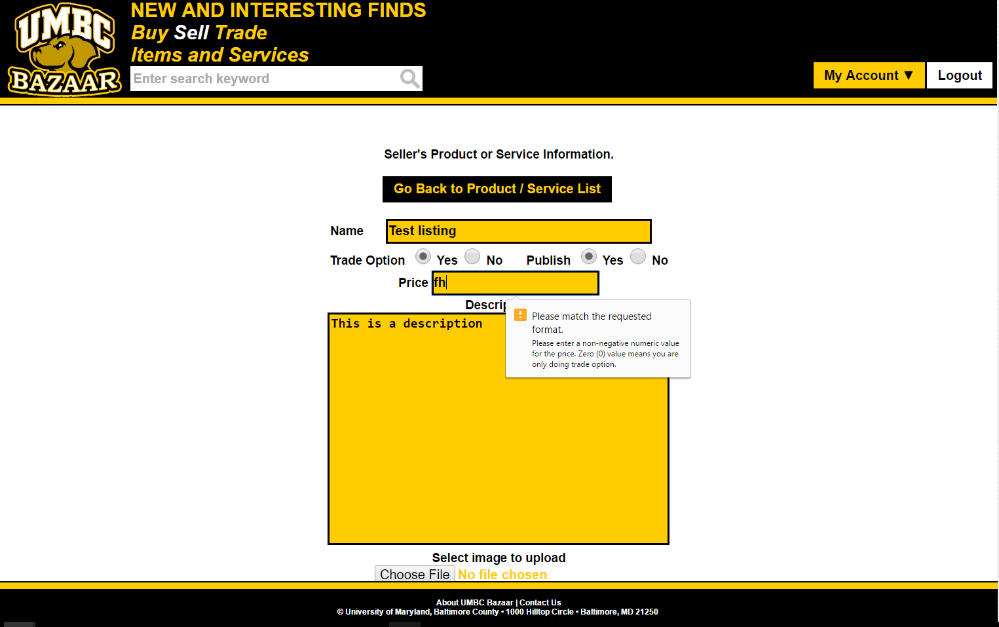 UMBC
BAZAAR
NEW AND INTERESTING FINDS
Buy Sell Trade
Items and Services
Enter search keyword
My Account ▼
Logout
Seller's Product or Service Information.
Go Back to Product / Service List
Name
Test listing
Trade Option Yes No Publish Yes No
Price fh
Descrip
Please match the requested
format.
Please enter a non-negative numeric value
for the price. Zero (0) value means you are
only doing trade option.
This is a description
Select image to upload
Choose File No file chosen
About UMBC Bazaar | Contact Us
© University of Maryland, Baltimore County • 1000 Hilltop Circle • Baltimore, MD 21250